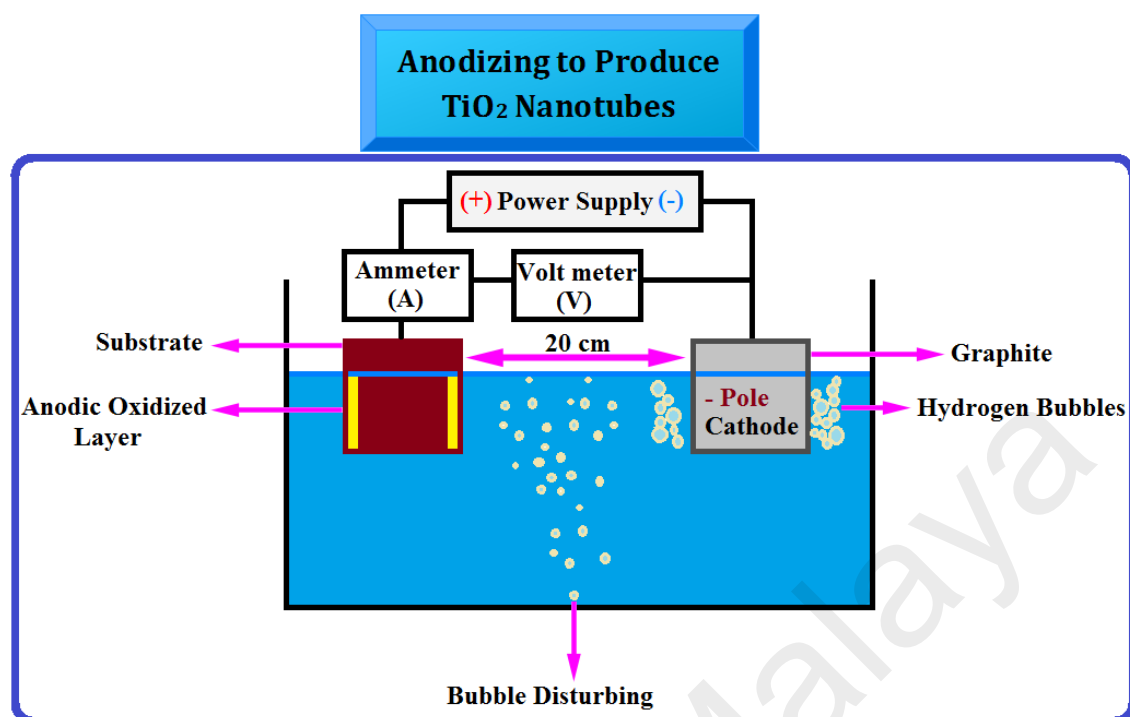 Anodizing to Produce
TiO₂ Nanotubes
(+) Power Supply (-)
Ammeter
(A)
Volt meter
(V)
Substrate
20 cm
Graphite
Anodic Oxidized
Layer
- Pole
Cathode
Hydrogen Bubbles
Bubble Disturbing
Malaya